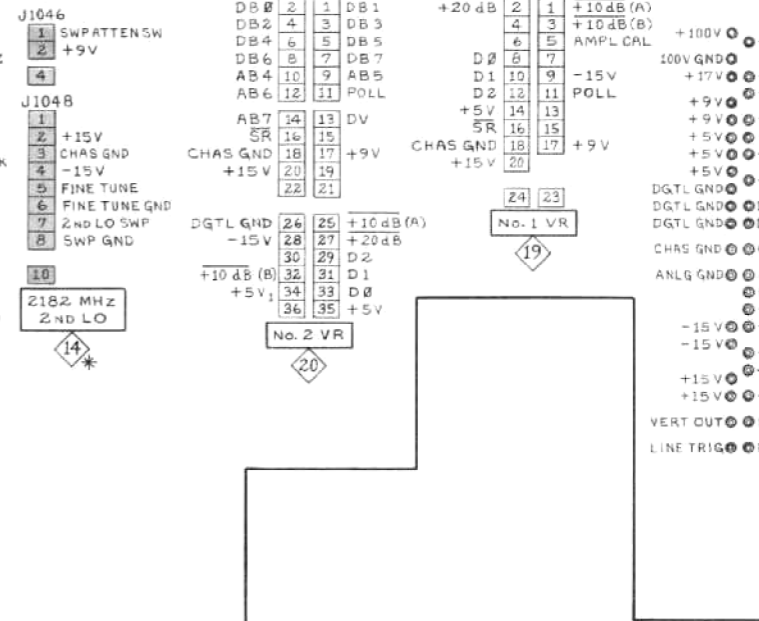 J1046
1 SWPATTENSW
2 +9V
4
J1048
1
2 +15V
3 CHAS GND
4 -15V
5 FINE TUNE
6 FINE TUNE GND
7 2ND LO SWP
8 SWP GND
10
2182 MHz
2ND LO
14
*
DBØ 2 1 DB1
DB2 4 3 DB3
DB4 6 5 DB5
DB6 8 7 DB7
AB4 10 9 AB5
AB6 12 11 POLL
AB7 14 13 DV
SR 16 15
CHAS GND 18 17 +9V
+15V 20 19
22 21
DGTL GND 26 25 +10dB(A)
-15V 28 27 +20dB
30 29 D2
+10 dB (B) 32 31 D1
+5V1 34 33 DØ
36 35 +5V
No. 2 VR
20
+20 dB 2 1 +10dB(A)
4 3 +10dB(B)
6 5 AMPL CAL
DØ 8 7
D1 10 9 -15V
D2 12 11 POLL
+5V 14 13
SR 16 15
CHAS GND 18 17 +9V
+15V 20
24 23
No. 1 VR
19
+100V
100V GND
+17V
+9V
+9V
+5V
+5V
+5V
DGTL GND
DGTL GND
DGTL GND
CHAS GND
ANLG GND
-15V
-15V
+15V
+15V
VERT OUT
LINE TRIG